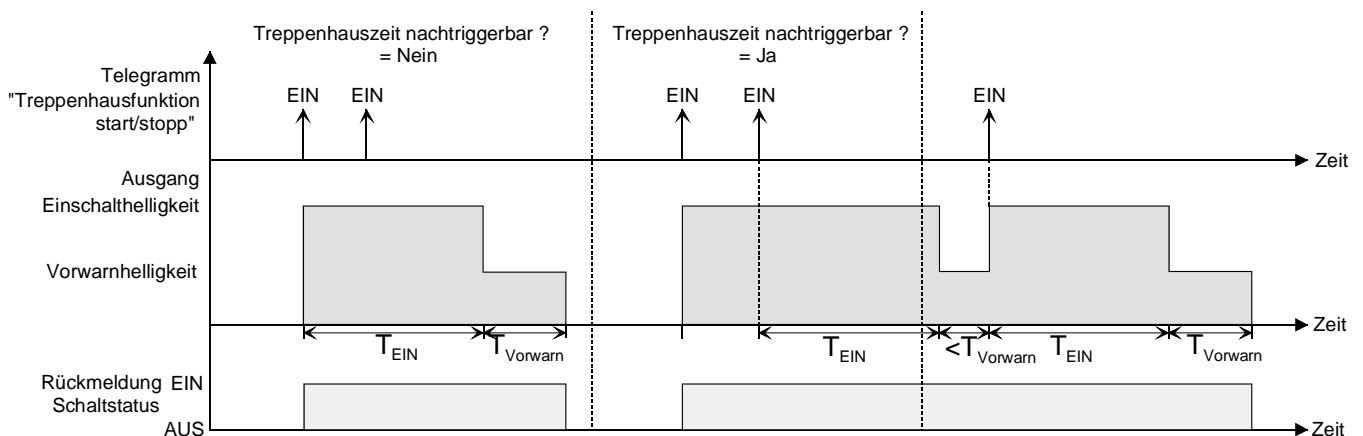 Treppenhauszeit nachtriggerbar ?
= Nein
Treppenhauszeit nachtriggerbar ?
= Ja
Telegramm
"Treppenhausfunktion
start/stopp"
EIN
EIN
EIN
EIN
EIN
Zeit
Ausgang
Einschalthelligkeit
Vorwarnhelligkeit
Zeit
TEIN
TVorwarn
TEIN
<TVorwarn
TEIN
TVorwarn
Rückmeldung EIN
Schaltstatus
AUS
Zeit